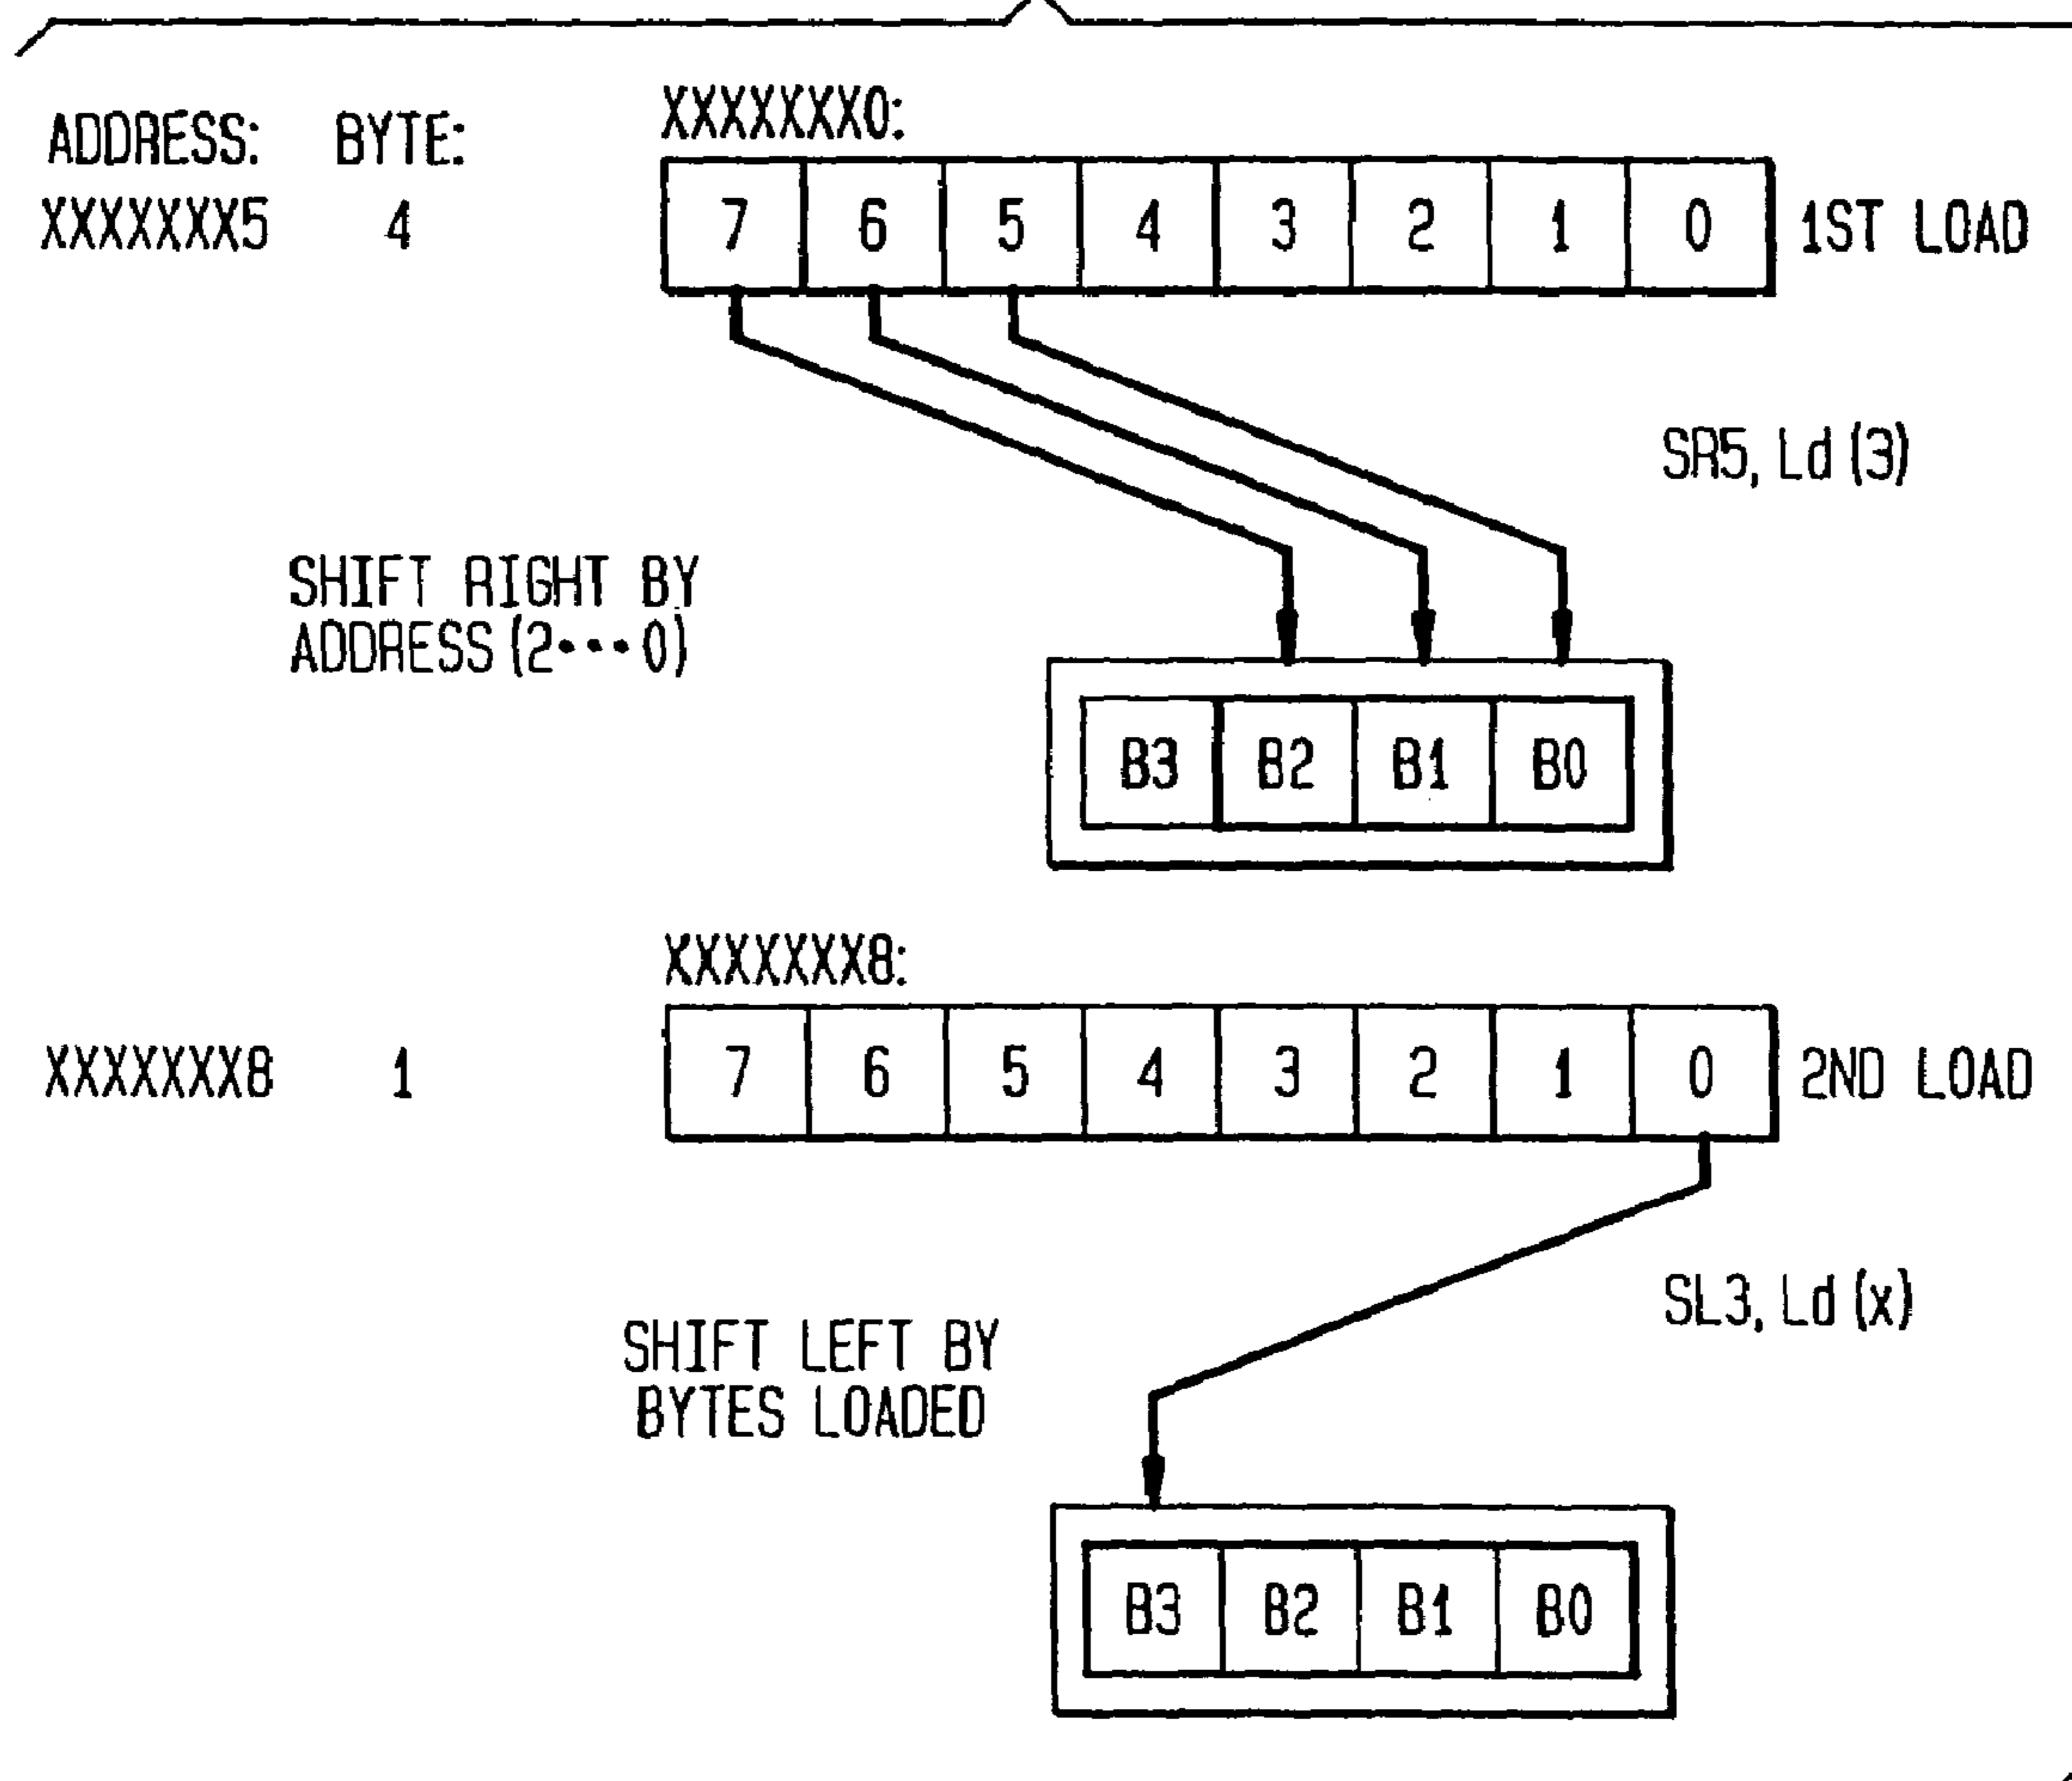 XXXXXXX0:
ADDRESS: BYTE:
XXXXXXX5 4 7 6 5 4 3 2 1 0 1ST LOAD
SR5, Ld (3)
SHIFT RIGHT BY
ADDRESS (2•••0)
B3 B2 B1 B0
XXXXXXX8:
XXXXXXX8 1 7 6 5 4 3 2 1 0 2ND LOAD
SL3, Ld (x)
SHIFT LEFT BY
BYTES LOADED
B3 B2 B1 B0